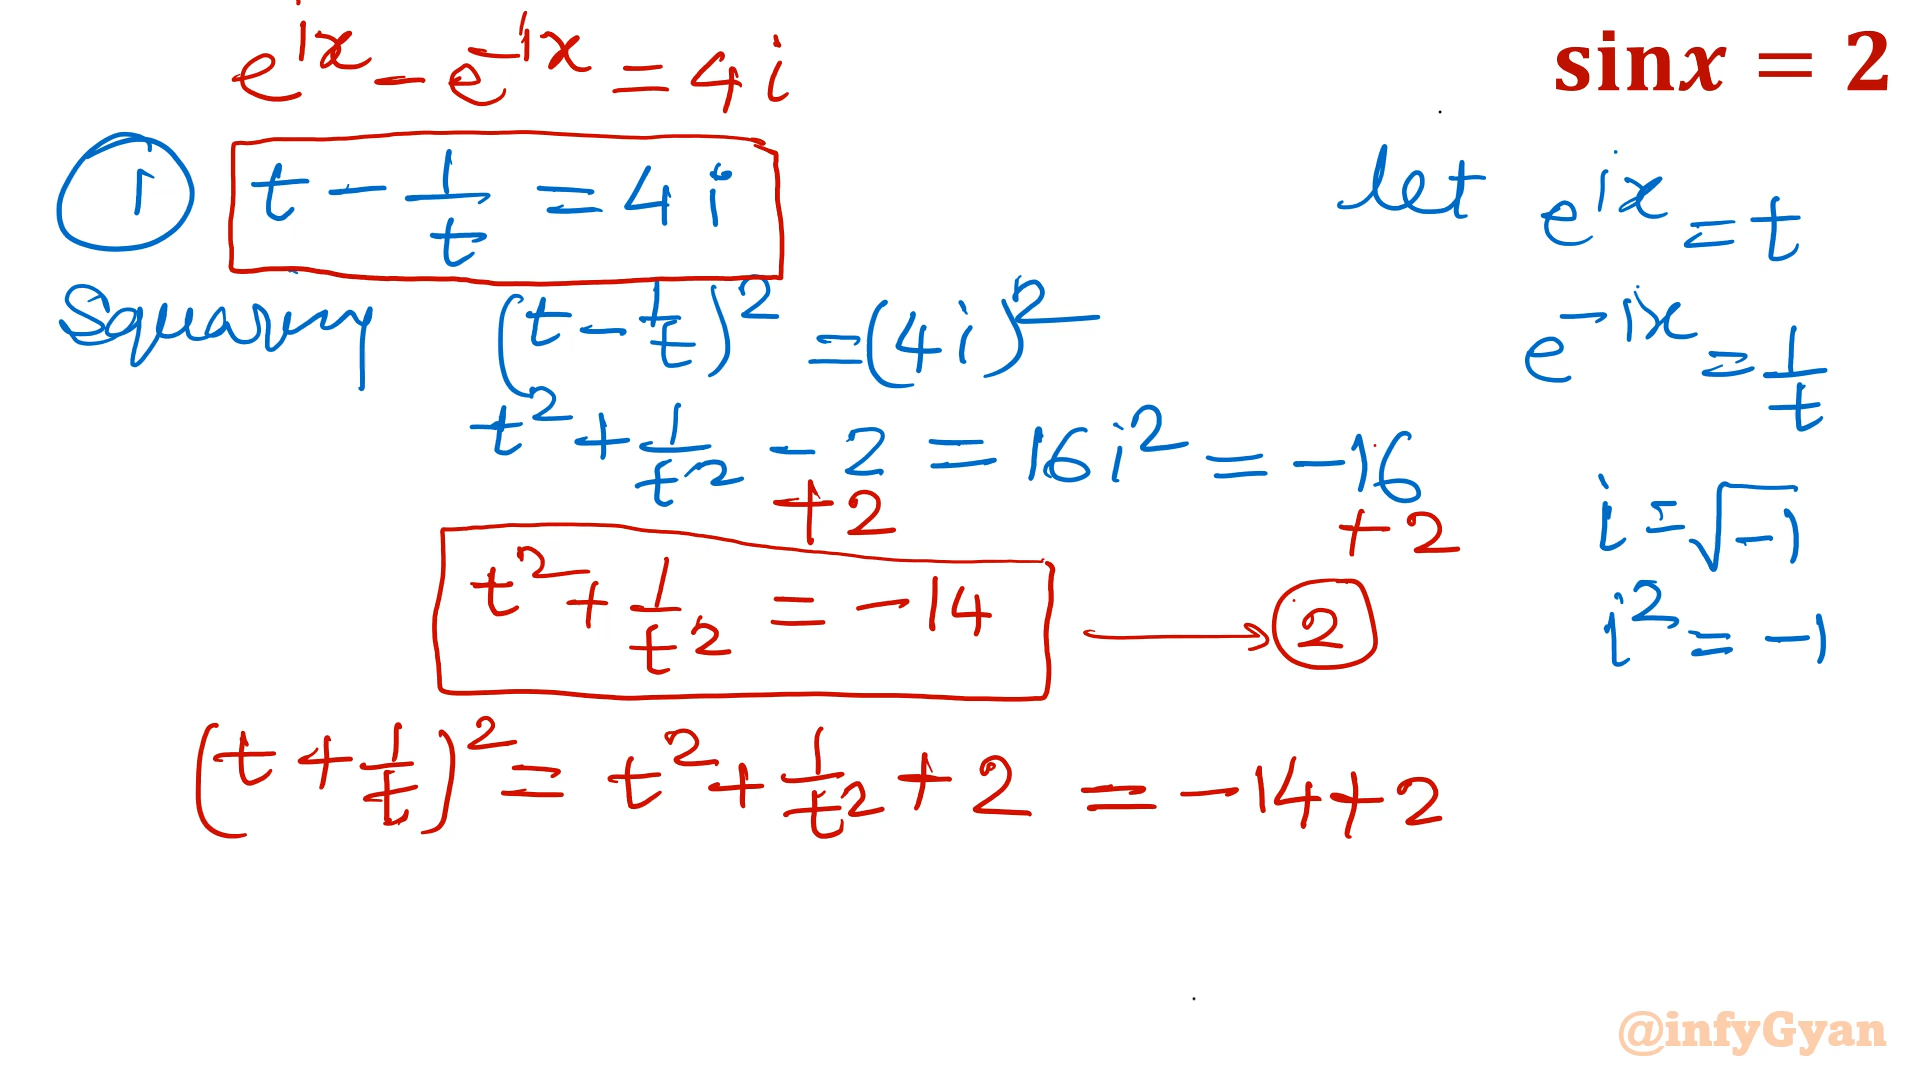 e^{ix} - e^{-ix} = 4i
sinx = 2
① t - 1/t = 4i
let e^{ix} = t
Squaring (t - 1/t)^2 = (4i)^2
e^{-ix} = 1/t
t^2 + 1/t^2 - 2 = 16i^2 = -16
+2 +2
i = √-1
t^2 + 1/t^2 = -14 → ②
i^2 = -1
(t + 1/t)^2 = t^2 + 1/t^2 + 2 = -14+2
@infyGyan